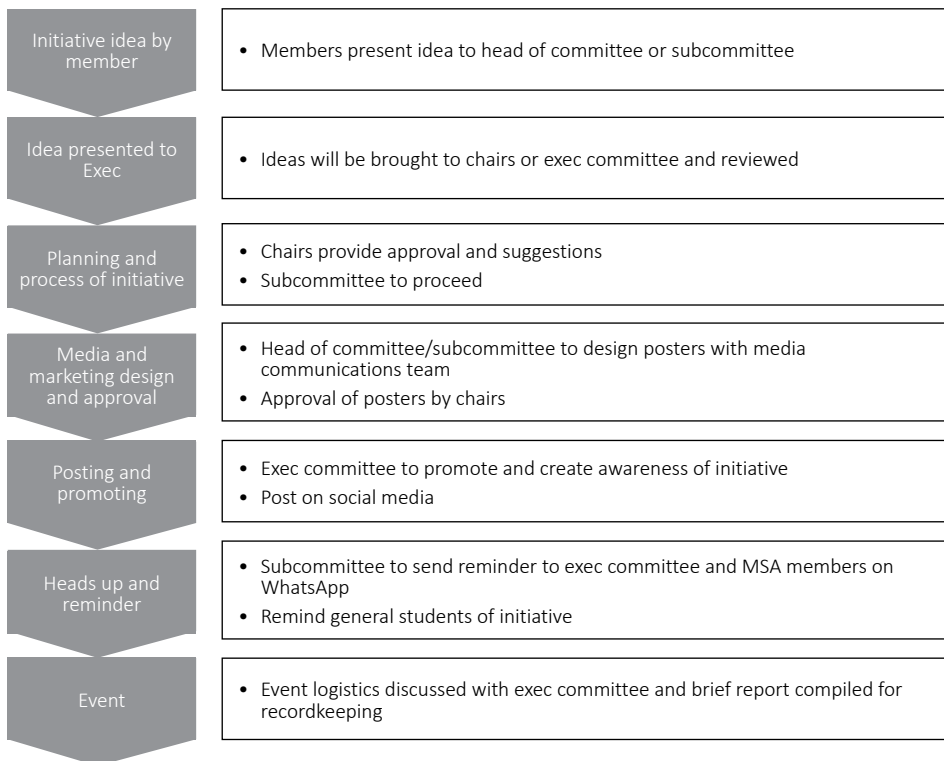 Initiative idea by
member
• Members present idea to head of committee or subcommittee
Idea presented to
Exec
• Ideas will be brought to chairs or exec committee and reviewed
Planning and
process of initiative
• Chairs provide approval and suggestions
• Subcommittee to proceed
Media and
marketing design
and approval
• Head of committee/subcommittee to design posters with media
communications team
• Approval of posters by chairs
Posting and
promoting
• Exec committee to promote and create awareness of initiative
• Post on social media
Heads up and
reminder
• Subcommittee to send reminder to exec committee and MSA members on
WhatsApp
• Remind general students of initiative
Event
• Event logistics discussed with exec committee and brief report compiled for
recordkeeping